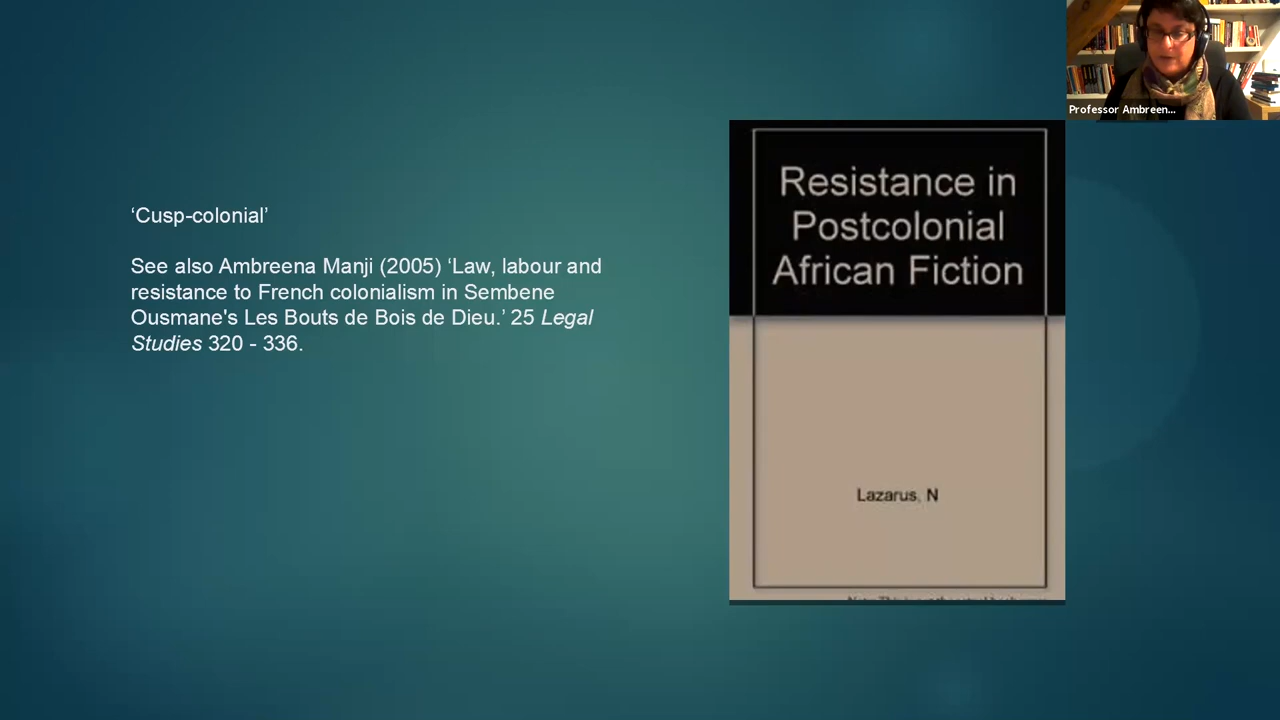 ‘Cusp-colonial’
See also Ambreena Manji (2005) ‘Law, labour and
resistance to French colonialism in Sembene
Ousmane's Les Bouts de Bois de Dieu.’ 25 Legal
Studies 320 - 336.
Resistance in
Postcolonial
African Fiction
Lazarus, N
Professor Ambreen...